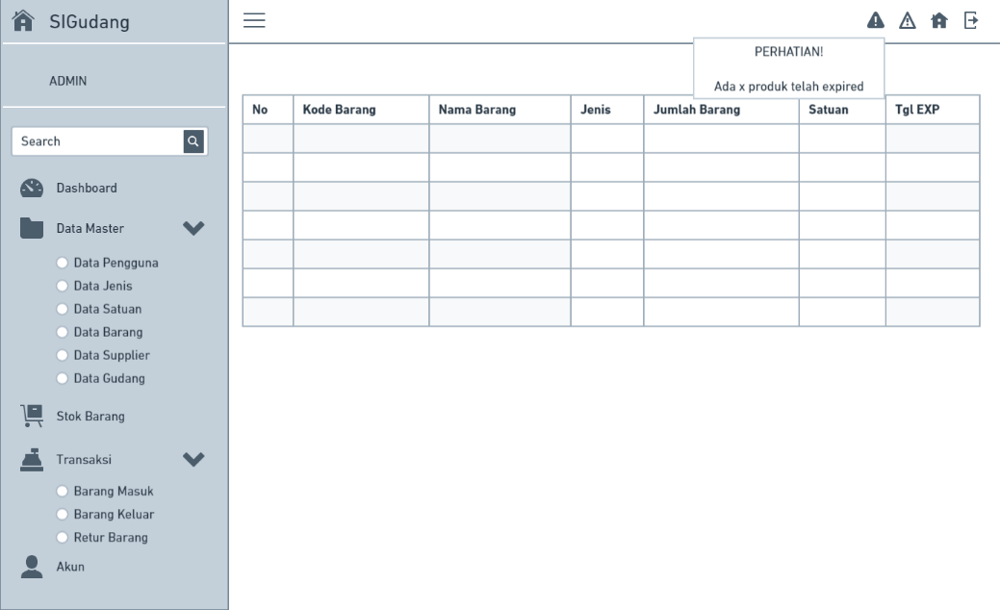 SIGudang
ADMIN
Search
Dashboard
Data Master
Data Pengguna
Data Jenis
Data Satuan
Data Barang
Data Supplier
Data Gudang
Stok Barang
Transaksi
Barang Masuk
Barang Keluar
Retur Barang
Akun
PERHATIAN!
Ada x produk telah expired
No Kode Barang Nama Barang Jenis Jumlah Barang Satuan Tgl EXP